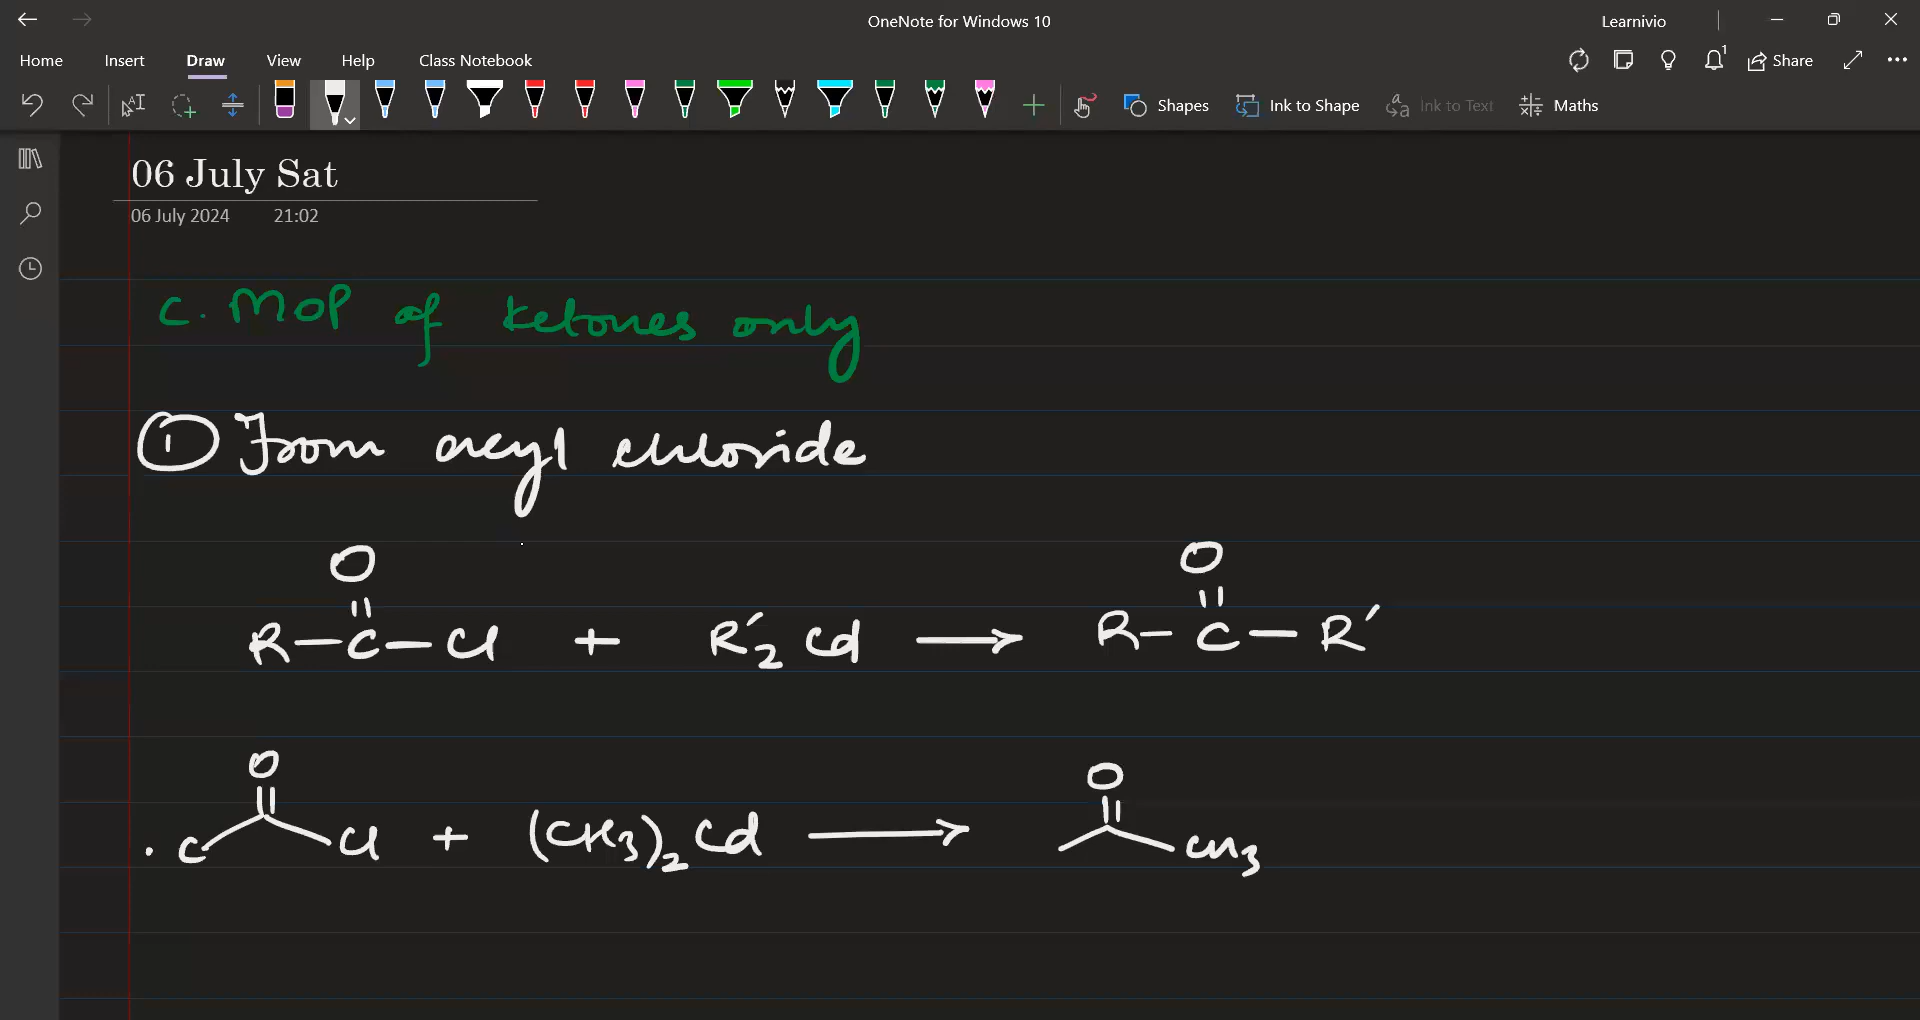 OneNote for Windows 10
Learnivio
Home Insert Draw View Help Class Notebook
1 Share
Shapes Ink to Shape Ink to Text Maths
06 July Sat
06 July 2024 21:02
C. MOP of ketones only
① From acyl chloride
O O
R—C—Cl + R′₂ Cd ⟶ R—C—R′
O O
. C Cl + (CH₃)₂ Cd ⟶ CH₃